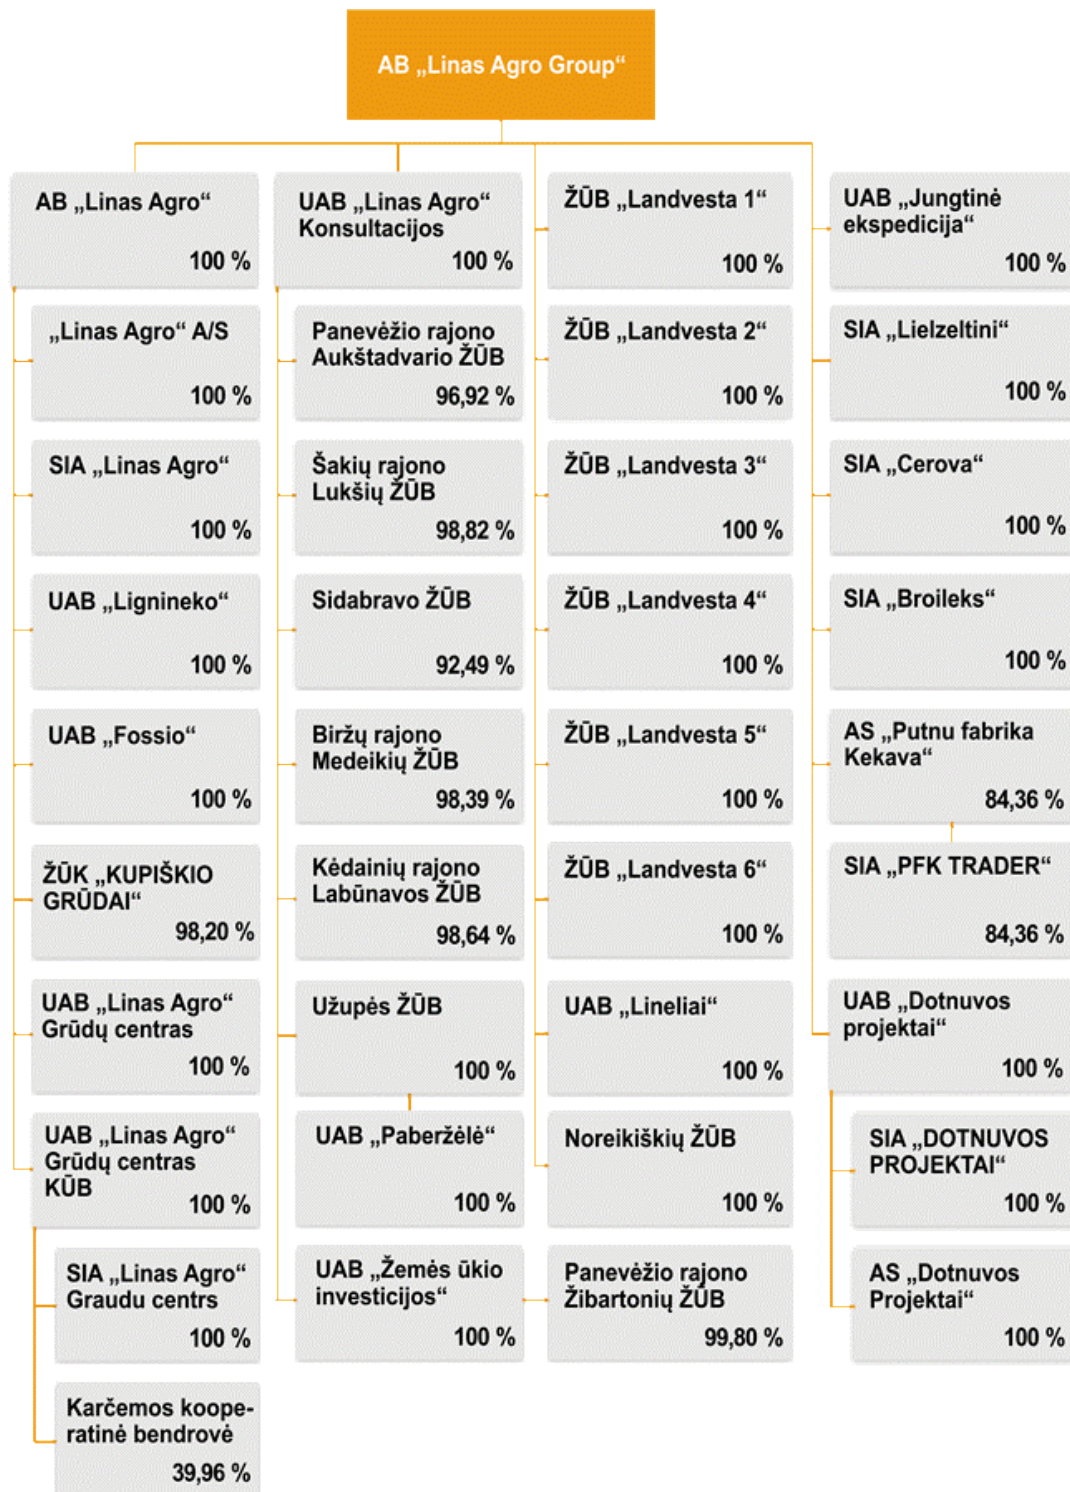 AB „Linas Agro Group“
AB „Linas Agro“
100 %
„Linas Agro“ A/S
100 %
SIA „Linas Agro“
100 %
UAB „Lignineko“
100 %
UAB „Fossio“
100 %
ŽŪK „KUPIŠKIO
GRŪDAI“
98,20 %
UAB „Linas Agro“
Grūdų centras
100 %
UAB „Linas Agro“
Grūdų centras
KŪB
100 %
SIA „Linas Agro“
Graudu centrs
100 %
Karčemos koope-
ratinė bendrovė
39,96 %
UAB „Linas Agro“
Konsultacijos
100 %
Panevėžio rajono
Aukštadvario ŽŪB
96,92 %
Šakių rajono
Lukšių ŽŪB
98,82 %
Sidabravo ŽŪB
92,49 %
Biržų rajono
Medeikių ŽŪB
98,39 %
Kėdainių rajono
Labūnavos ŽŪB
98,64 %
Užupės ŽŪB
100 %
UAB „Paberžėlė“
100 %
UAB „Žemės ūkio
investicijos“
100 %
ŽŪB „Landvesta 1“
100 %
ŽŪB „Landvesta 2“
100 %
ŽŪB „Landvesta 3“
100 %
ŽŪB „Landvesta 4“
100 %
ŽŪB „Landvesta 5“
100 %
ŽŪB „Landvesta 6“
100 %
UAB „Lineliai“
100 %
Noreikiškių ŽŪB
100 %
Panevėžio rajono
Žibartonių ŽŪB
99,80 %
UAB „Jungtinė
ekspedicija“
100 %
SIA „Lielzeltini“
100 %
SIA „Cerova“
100 %
SIA „Broileks“
100 %
AS „Putnu fabrika
Kekava“
84,36 %
SIA „PFK TRADER“
84,36 %
UAB „Dotnuvos
projektai“
100 %
SIA „DOTNUVOS
PROJEKTAI“
100 %
AS „Dotnuvos
Projektai“
100 %